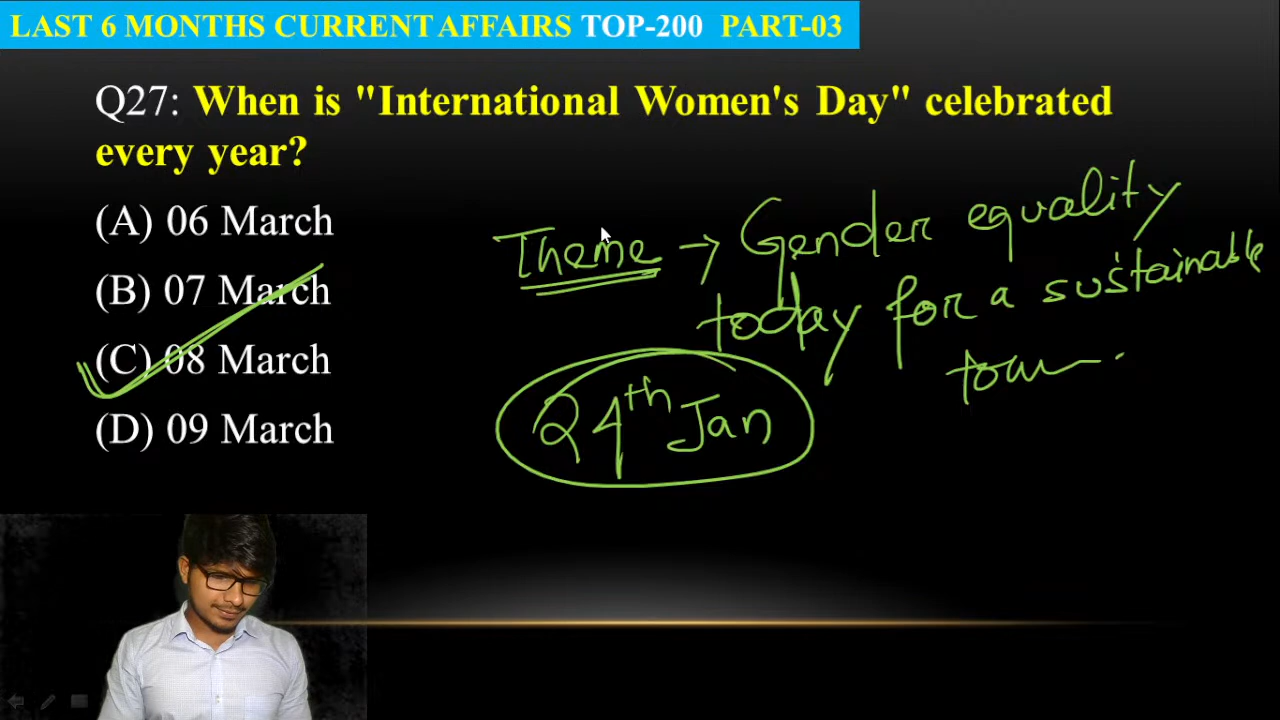 LAST 6 MONTHS CURRENT AFFAIRS TOP-200 PART-03
Q27: When is "International Women's Day" celebrated
every year?
(A) 06 March
(B) 07 March
(C) 08 March
(D) 09 March
Theme → Gender equality
today for a sustainable
24th Jan